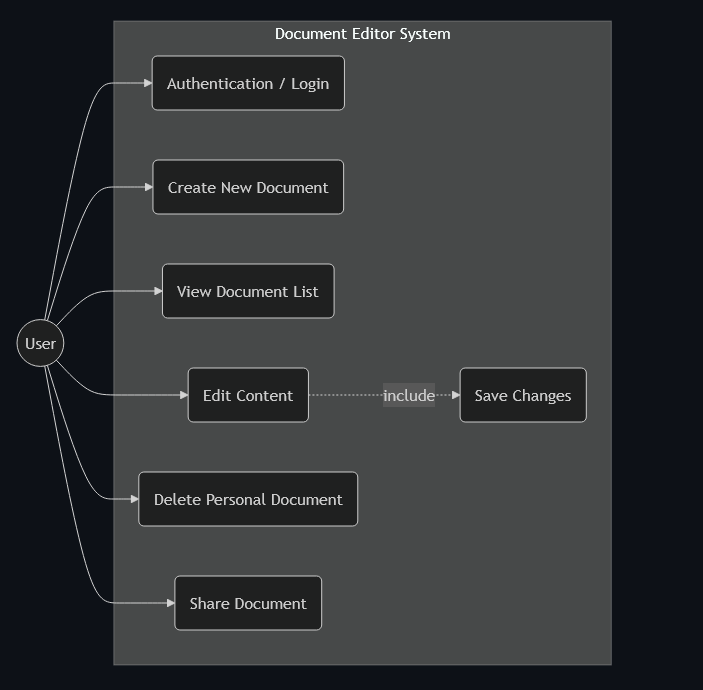 Document Editor System
Authentication / Login
Create New Document
View Document List
User
Edit Content
include
Save Changes
Delete Personal Document
Share Document